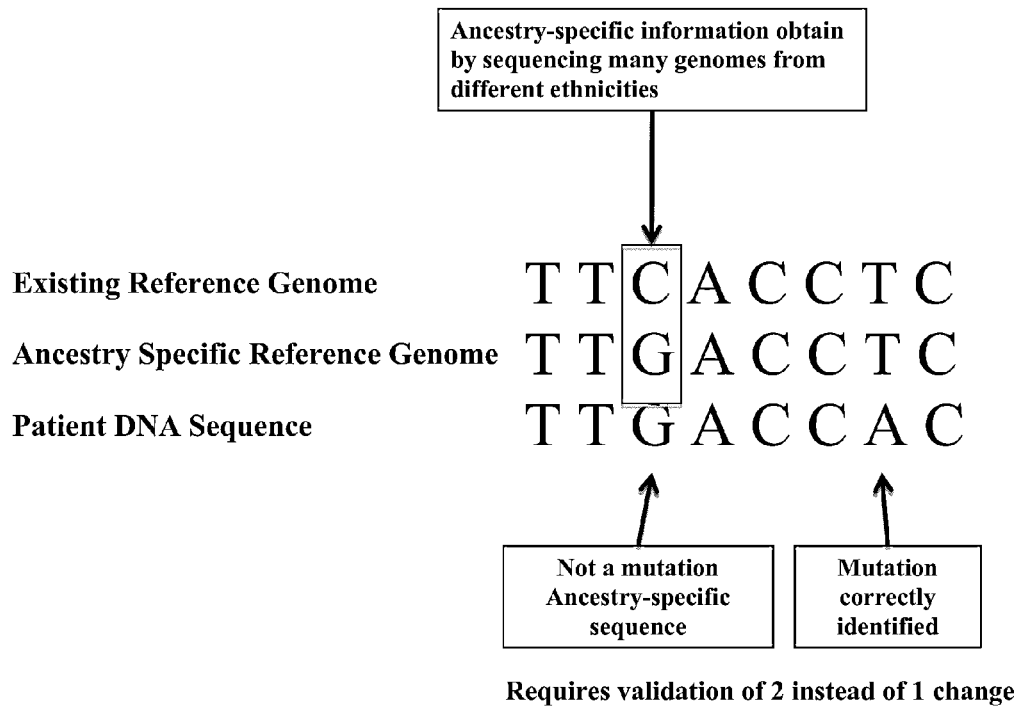 Ancestry-specific information obtain
by sequencing many genomes from
different ethnicities
Existing Reference Genome T T C A C C T C
Ancestry Specific Reference Genome T T G A C C T C
Patient DNA Sequence T T G A C C A C
Not a mutation
Ancestry-specific
sequence
Mutation
correctly
identified
Requires validation of 2 instead of 1 change